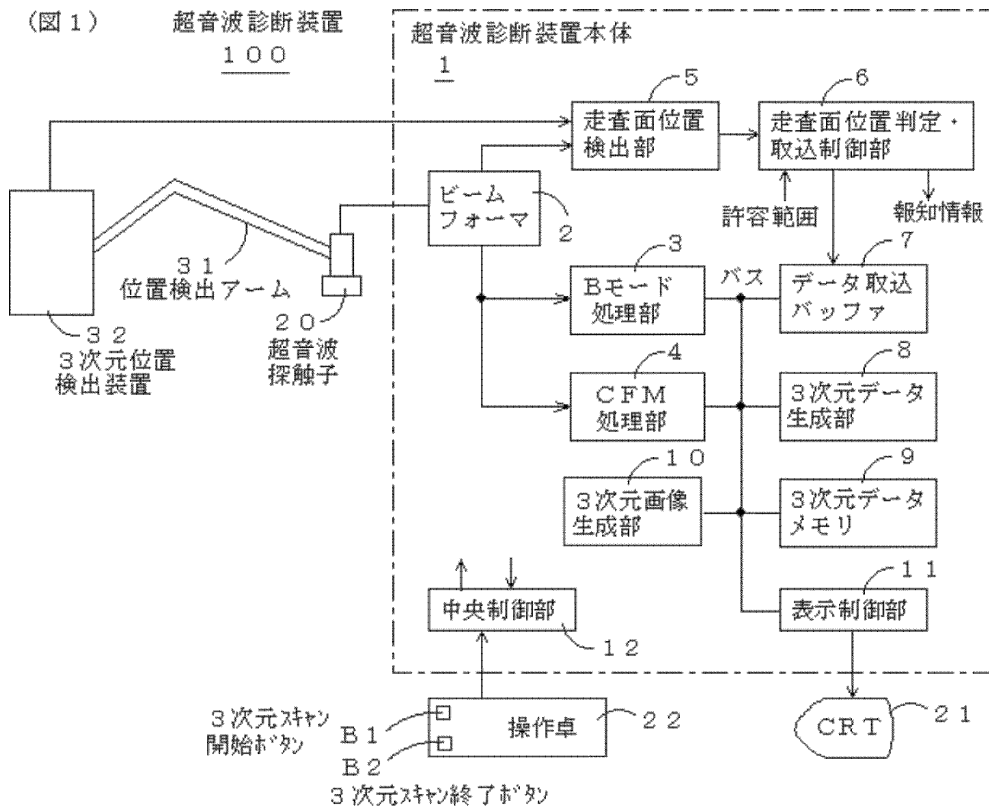 （図１）
超音波診断装置
１００
超音波診断装置本体
１
５
走査面位置
検出部
６
走査面位置判定・
取込制御部
ビーム
フォーマ
２
許容範囲
報知情報
３１
位置検出アーム
３
Ｂモード
処理部
バス
７
データ取込
バッファ
３２
３次元位置
検出装置
２０
超音波
探触子
４
ＣＦＭ
処理部
８
３次元データ
生成部
１０
３次元画像
生成部
９
３次元データ
メモリ
中央制御部
１２
１１
表示制御部
３次元ｽｷｬﾝ
開始ﾎﾞﾀﾝ
Ｂ１
Ｂ２
操作卓
２２
ＣＲＴ
２１
３次元ｽｷｬﾝ終了ﾎﾞﾀﾝ